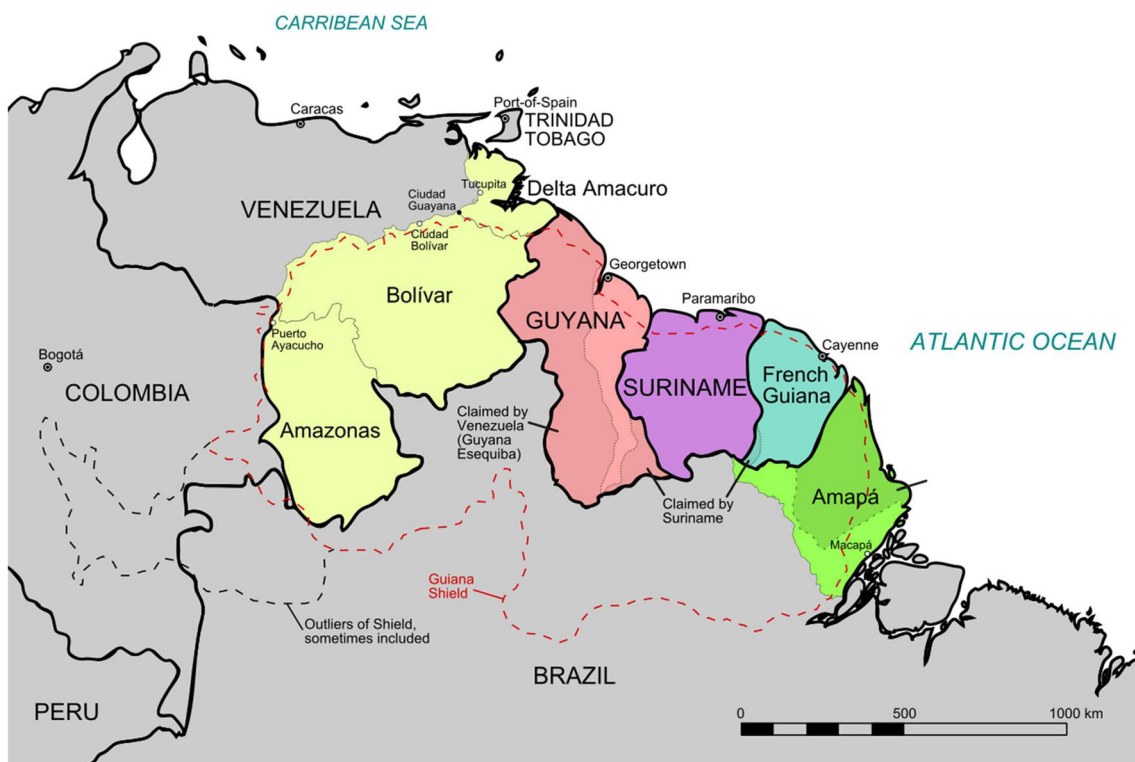 CARRIBEAN SEA
Caracas
Port-of-Spain
TRINIDAD
TOBAGO
Tucupita
Delta Amacuro
Ciudad
Guayana
VENEZUELA
Ciudad
Bolívar
Georgetown
Bolívar
Paramaribo
GUYANA
Puerto
Ayacucho
ATLANTIC OCEAN
Cayenne
Bogotá
COLOMBIA
SURINAME
French
Guiana
Claimed by
Venezuela
(Guyana
Esequiba)
Amazonas
Claimed by
Suriname
Amapá
Macapá
Guiana
Shield
Outliers of Shield,
sometimes included
BRAZIL
PERU
0
500
1000 km